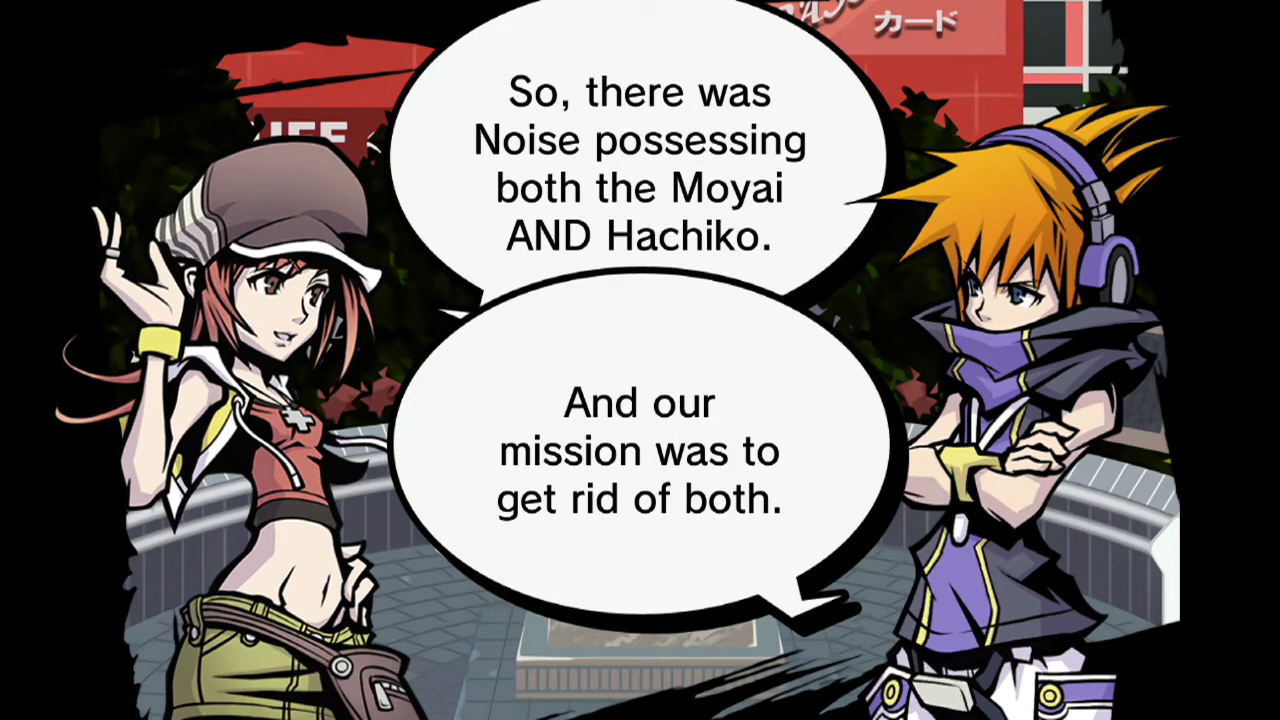 カード
So, there was
Noise possessing
both the Moyai
AND Hachiko.
And our
mission was to
get rid of both.